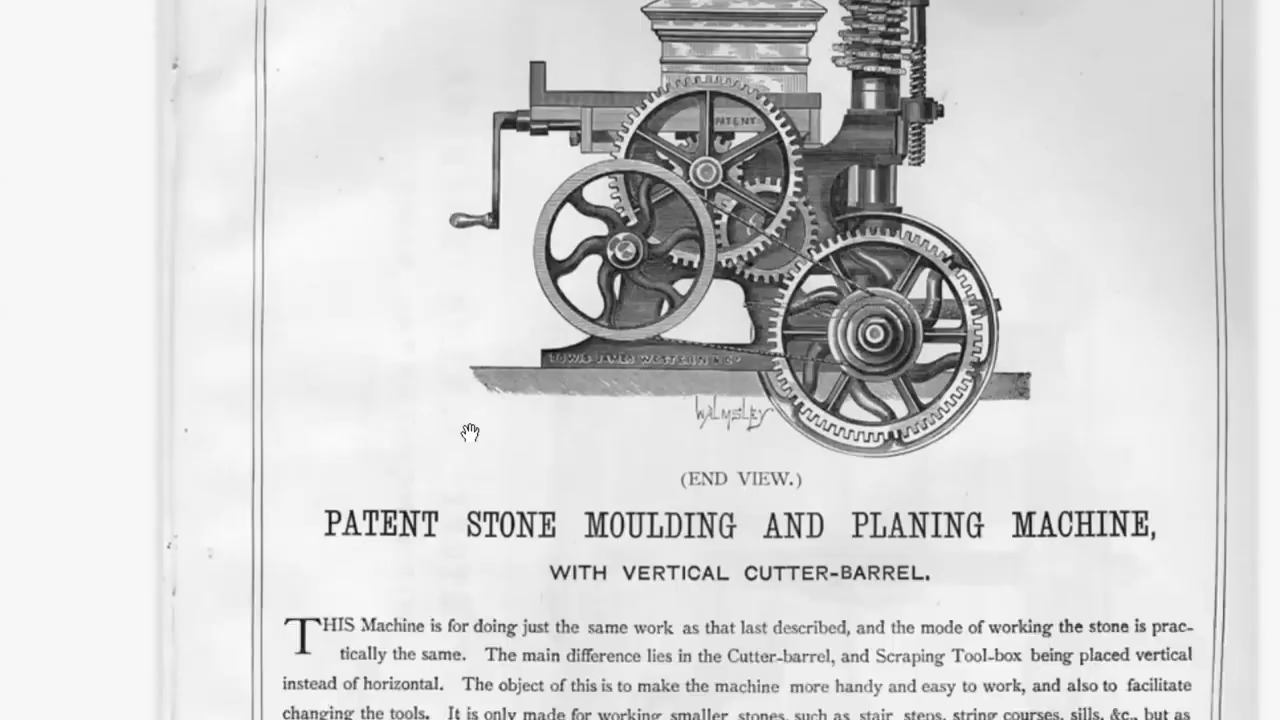 PATENT
LEWIS JAMES WESTERN & Co
WALMSLEY
(END VIEW.)
PATENT STONE MOULDING AND PLANING MACHINE,
WITH VERTICAL CUTTER-BARREL.
THIS Machine is for doing just the same work as that last described, and the mode of working the stone is prac-
tically the same. The main difference lies in the Cutter-barrel, and Scraping Tool-box being placed vertical
instead of horizontal. The object of this is to make the machine more handy and easy to work, and also to facilitate
changing the tools. It is only made for working smaller stones, such as stair steps, string courses, sills, &c., but as